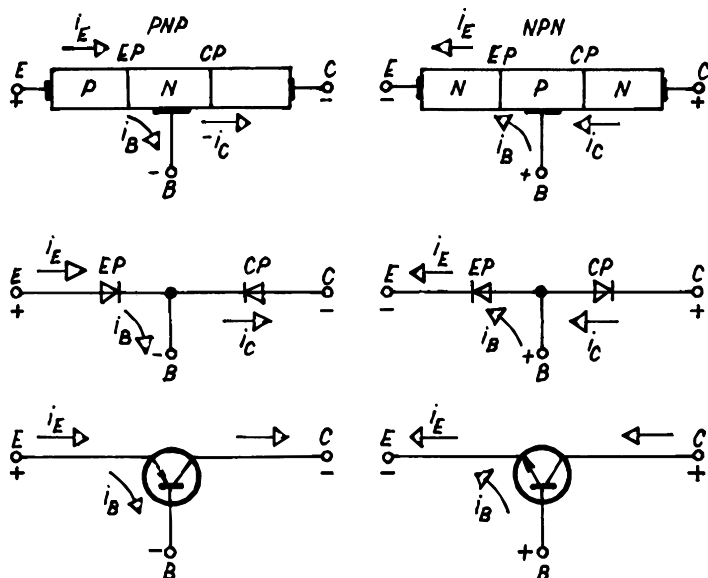 PNP
i_E
EP CP
E C
P N
+ -
i_B -i_C
-
B
NPN
i_E
EP CP
E C
N P N
- +
i_B i_C
+
B
i_E
E EP C
+ -
i_B i_C
-
B
i_E
E EP CP C
- +
i_B i_C
+
B
i_E
E C
+ -
i_B
-
B
i_E
E C
- +
i_B
+
B